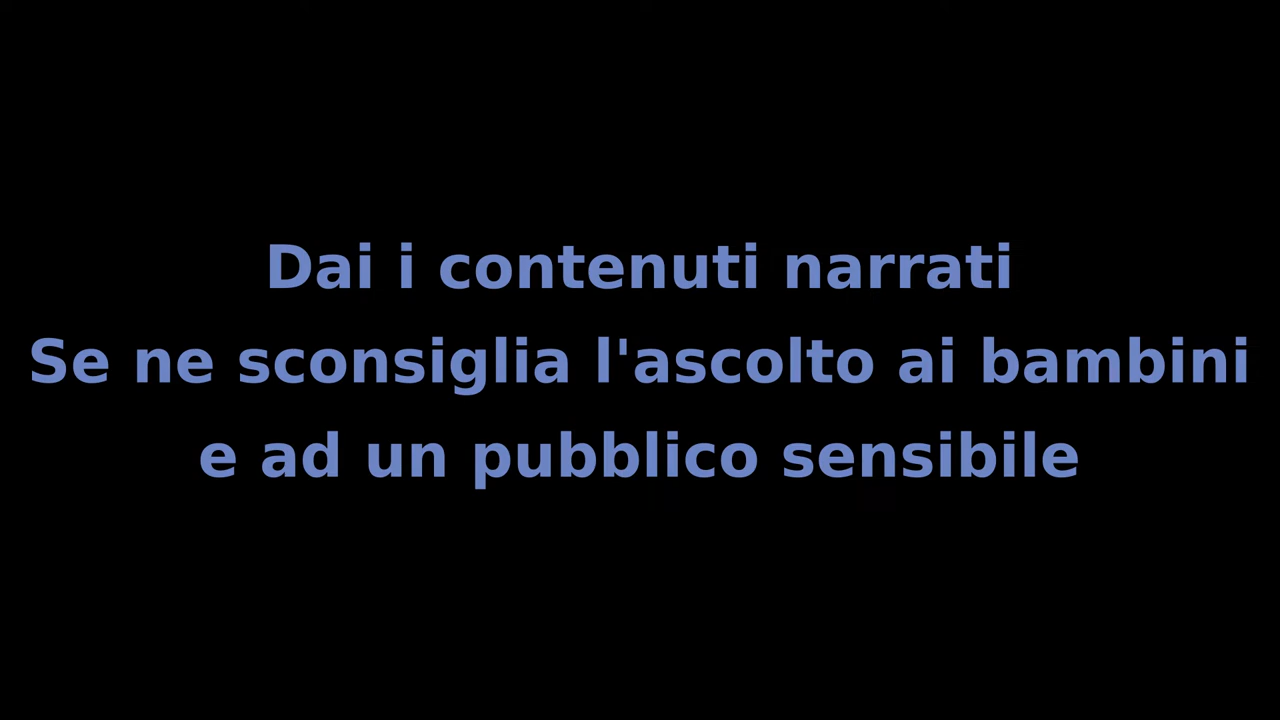 Dai i contenuti narrati
Se ne sconsiglia l'ascolto ai bambini
e ad un pubblico sensibile